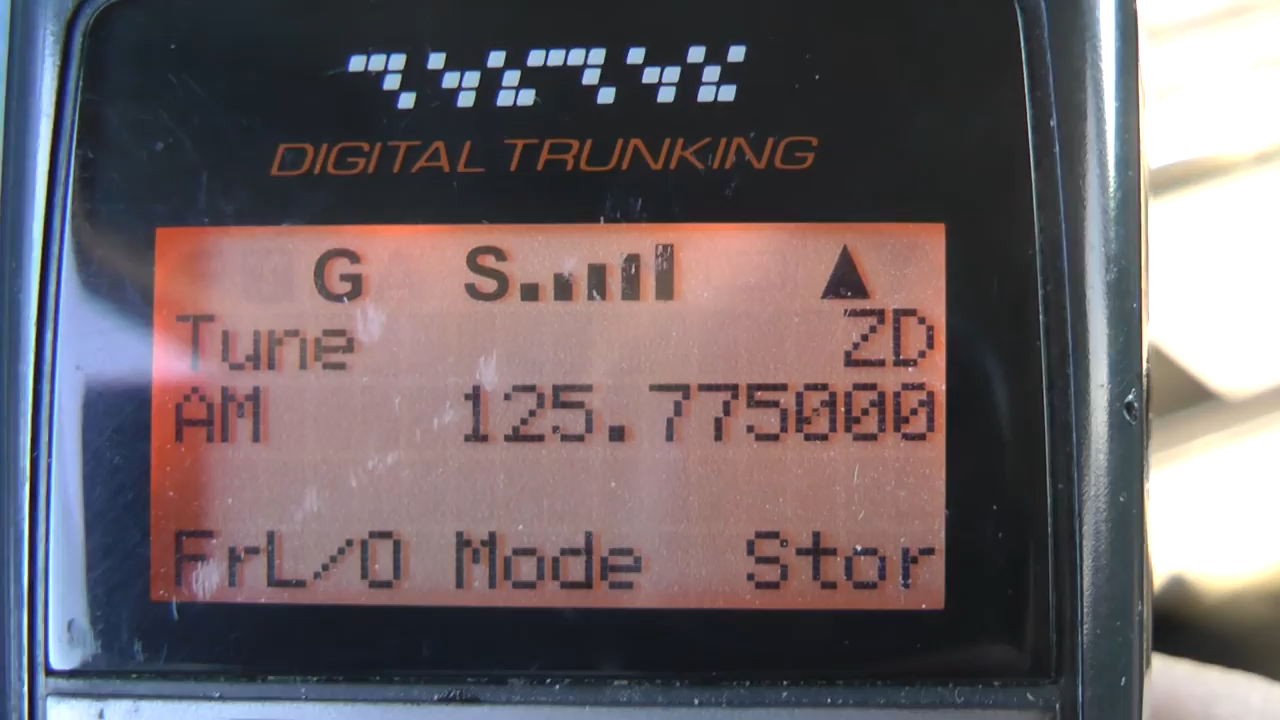 DIGITAL TRUNKING
G S ▲
Tune ZD
AM 125.775000
FrL/O Mode Stor